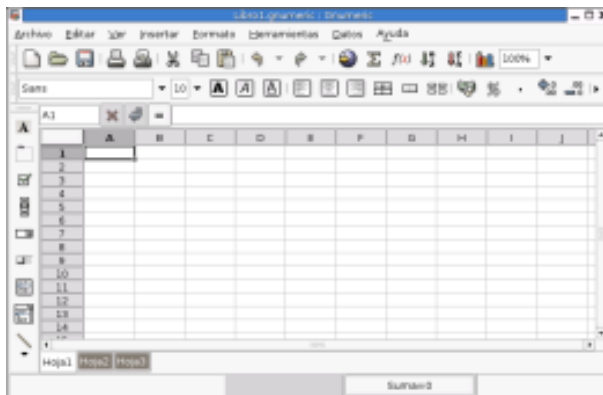 Libro1.gnumeric : Gnumeric
Archivo Editar Ver Insertar Formato Herramientas Datos Ayuda
f(x) 100%
Sans 10 A A A %
A1 =
A B C D E F G H I J
1
2
3
4
5
6
7
8
9
10
11
12
13
14
Hoja1 Hoja2 Hoja3
Suma=0